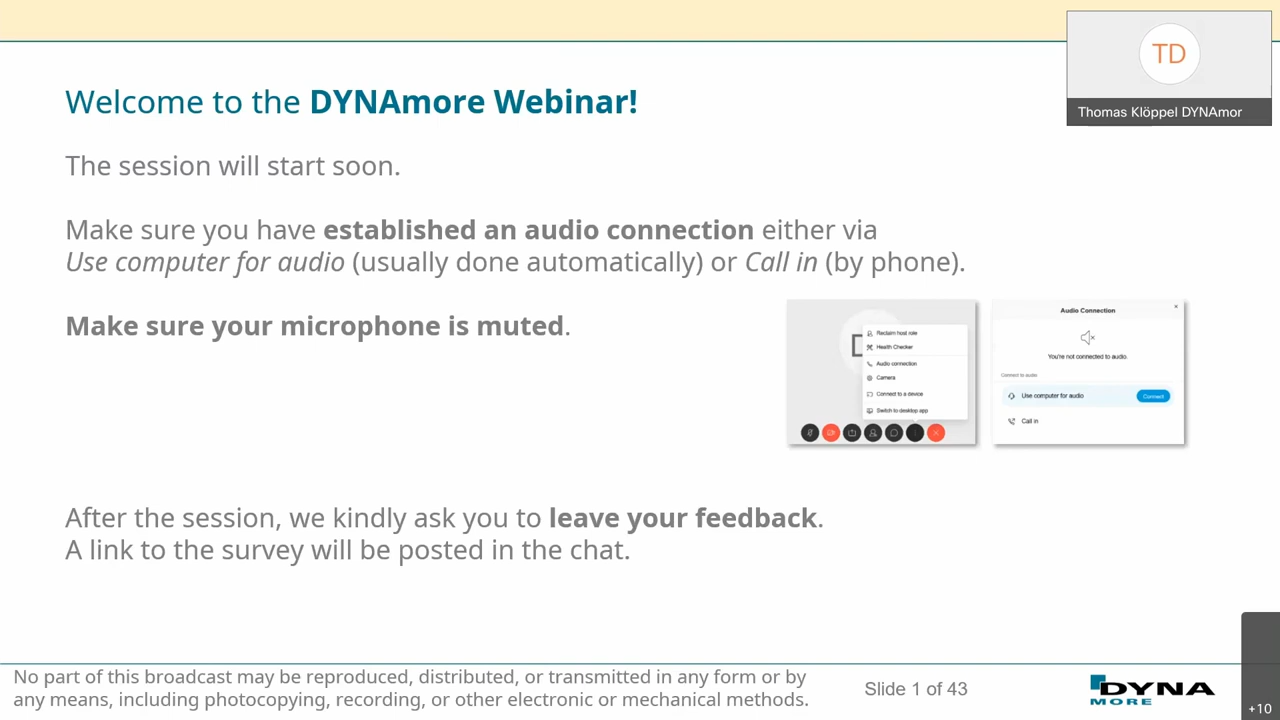 TD
Thomas Klöppel DYNAmor
Welcome to the DYNAmore Webinar!
The session will start soon.
Make sure you have established an audio connection either via
Use computer for audio (usually done automatically) or Call in (by phone).
Make sure your microphone is muted.
D
Reclaim host role
Health Checker
Audio connection
Camera
Connect to a device
Switch to desktop app
Audio Connection
You're not connected to audio.
Connect to audio
Use computer for audio
Connect
Call in
After the session, we kindly ask you to leave your feedback.
A link to the survey will be posted in the chat.
No part of this broadcast may be reproduced, distributed, or transmitted in any form or by
any means, including photocopying, recording, or other electronic or mechanical methods.
Slide 1 of 43
DYNA
MORE
+10